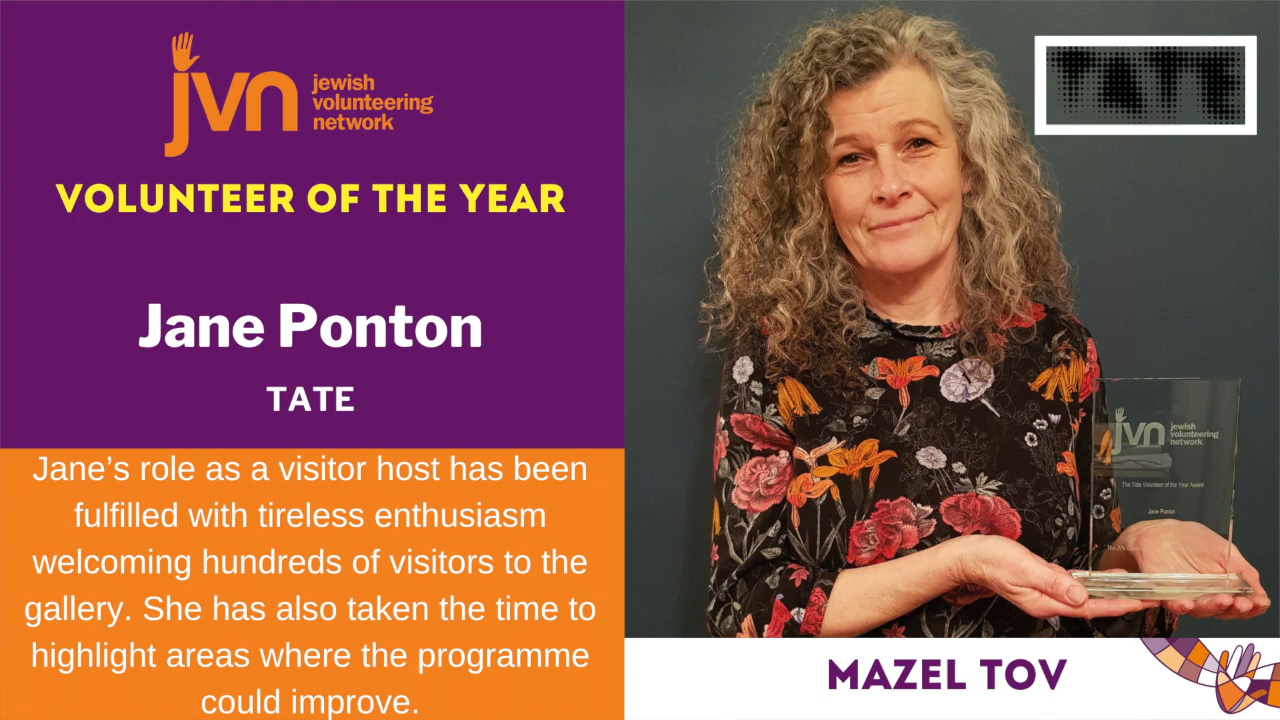 jvn jewish
volunteering
network
VOLUNTEER OF THE YEAR
Jane Ponton
TATE
Jane’s role as a visitor host has been
fulfilled with tireless enthusiasm
welcoming hundreds of visitors to the
gallery. She has also taken the time to
highlight areas where the programme
could improve.
TATE
jvn jewish
volunteering
network
The Tate Volunteer of the Year Award
Jane Ponton
The JVN
MAZEL TOV